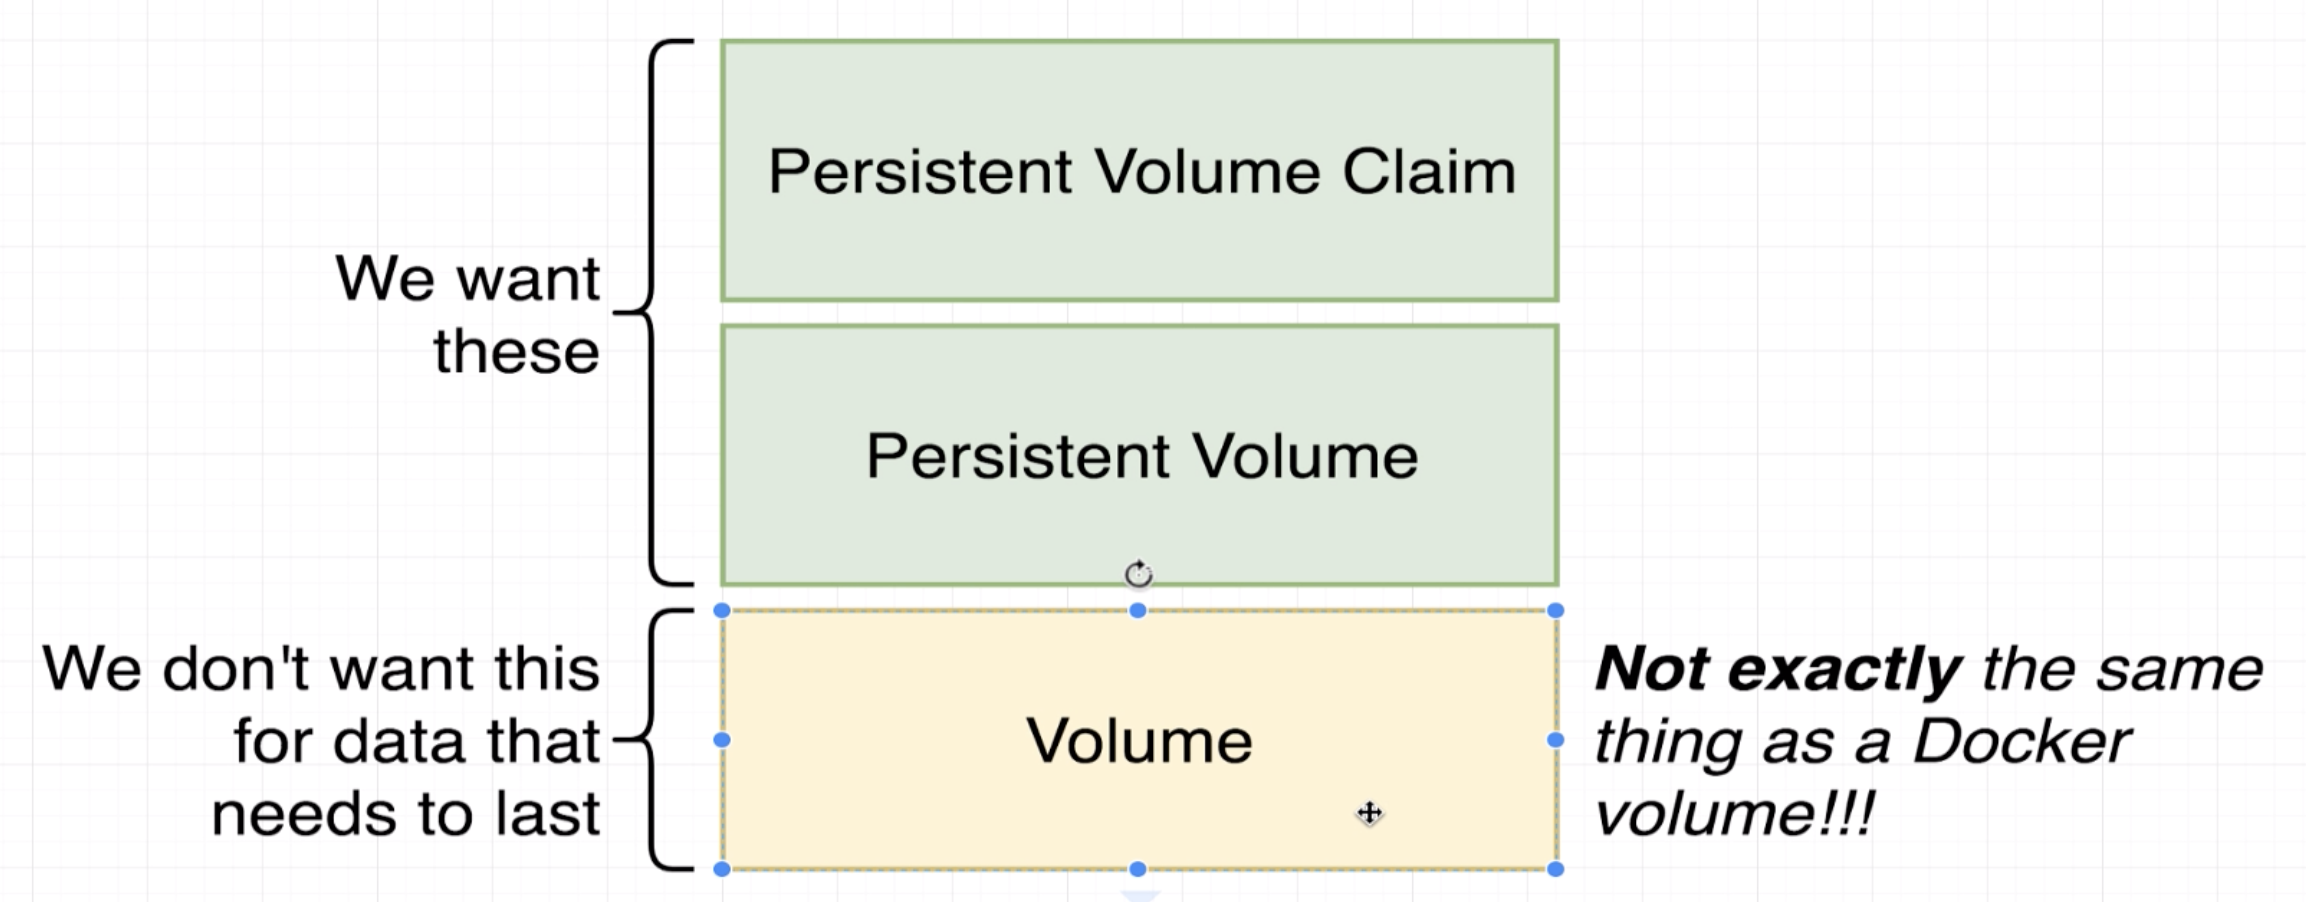 Persistent Volume Claim
We want
these
Persistent Volume
We don't want this
for data that
needs to last
Volume
Not exactly the same
thing as a Docker
volume!!!